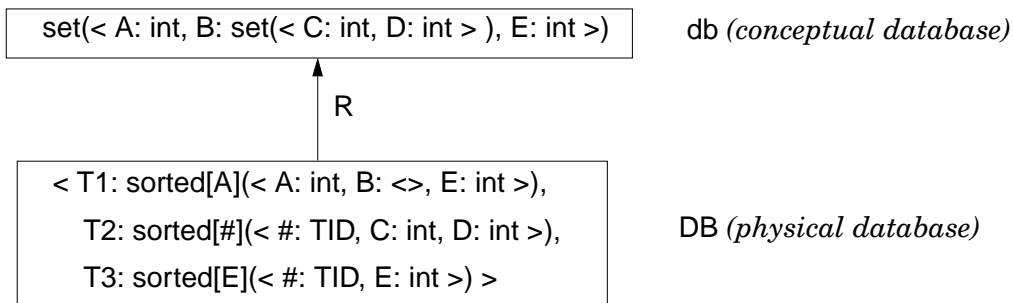 set(< A: int, B: set(< C: int, D: int > ), E: int >) db (conceptual database)
R
< T1: sorted[A](< A: int, B: <>, E: int >),
T2: sorted[#](< #: TID, C: int, D: int >), DB (physical database)
T3: sorted[E](< #: TID, E: int >) >